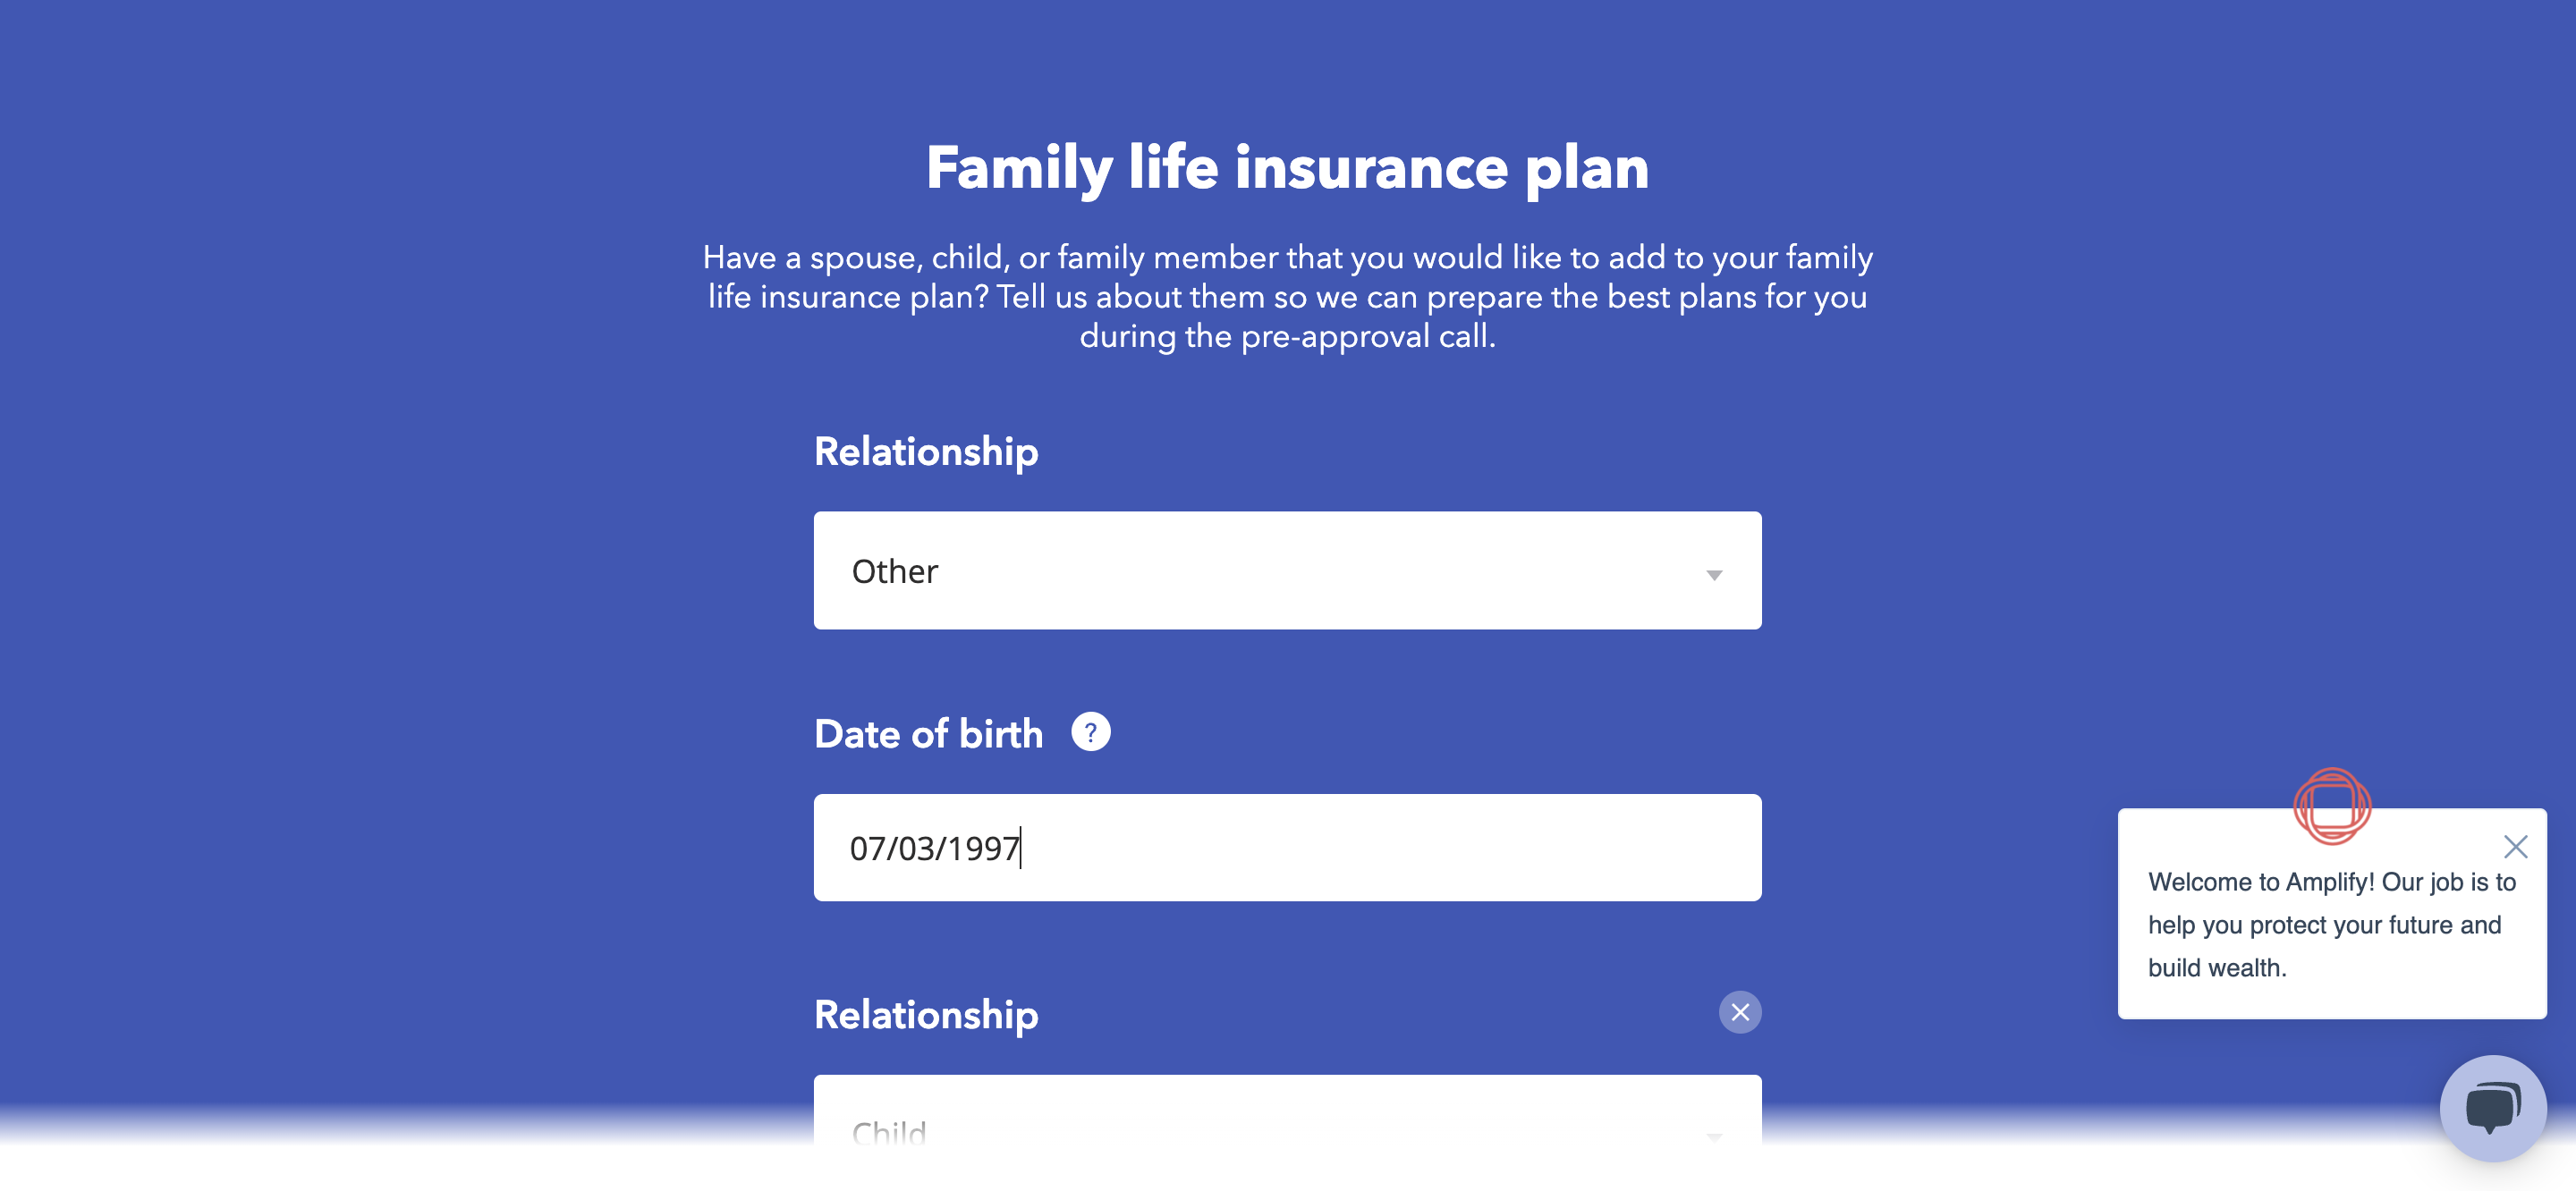 Family life insurance plan
Have a spouse, child, or family member that you would like to add to your family
life insurance plan? Tell us about them so we can prepare the best plans for you
during the pre-approval call.
Relationship
Other
Date of birth ?
07/03/1997
Relationship
Child
Welcome to Amplify! Our job is to
help you protect your future and
build wealth.